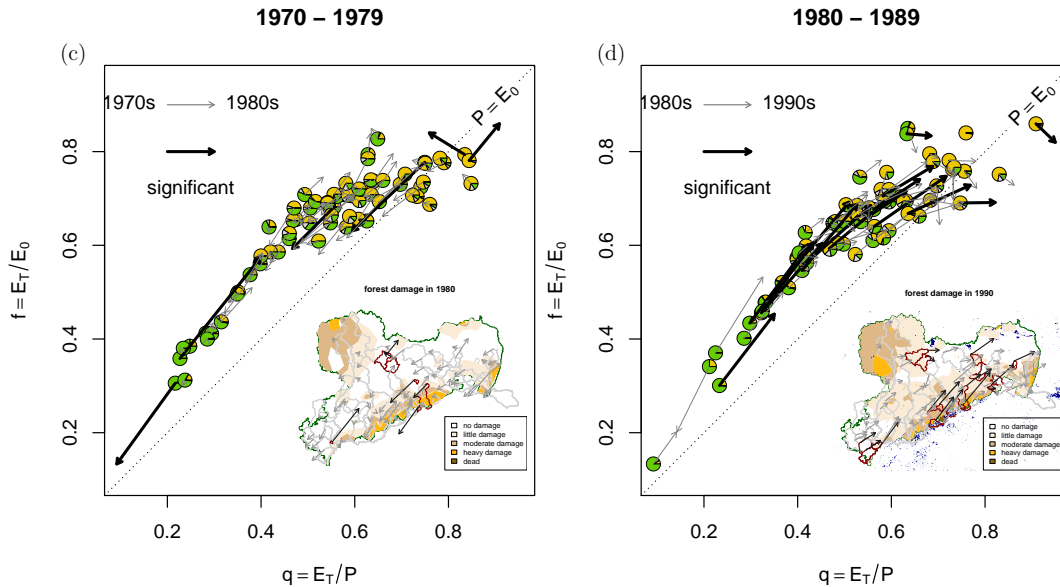 1970 – 1979
(c)
1970s
1980s
P = E0
significant
f = ET/E0
0.2
0.4
0.6
0.8
forest damage in 1980
no damage
little damage
moderate damage
heavy damage
dead
0.2
0.4
0.6
0.8
q = ET/P
1980 – 1989
(d)
1980s
1990s
P = E0
significant
f = ET/E0
0.2
0.4
0.6
0.8
forest damage in 1990
no damage
little damage
moderate damage
heavy damage
dead
0.2
0.4
0.6
0.8
q = ET/P